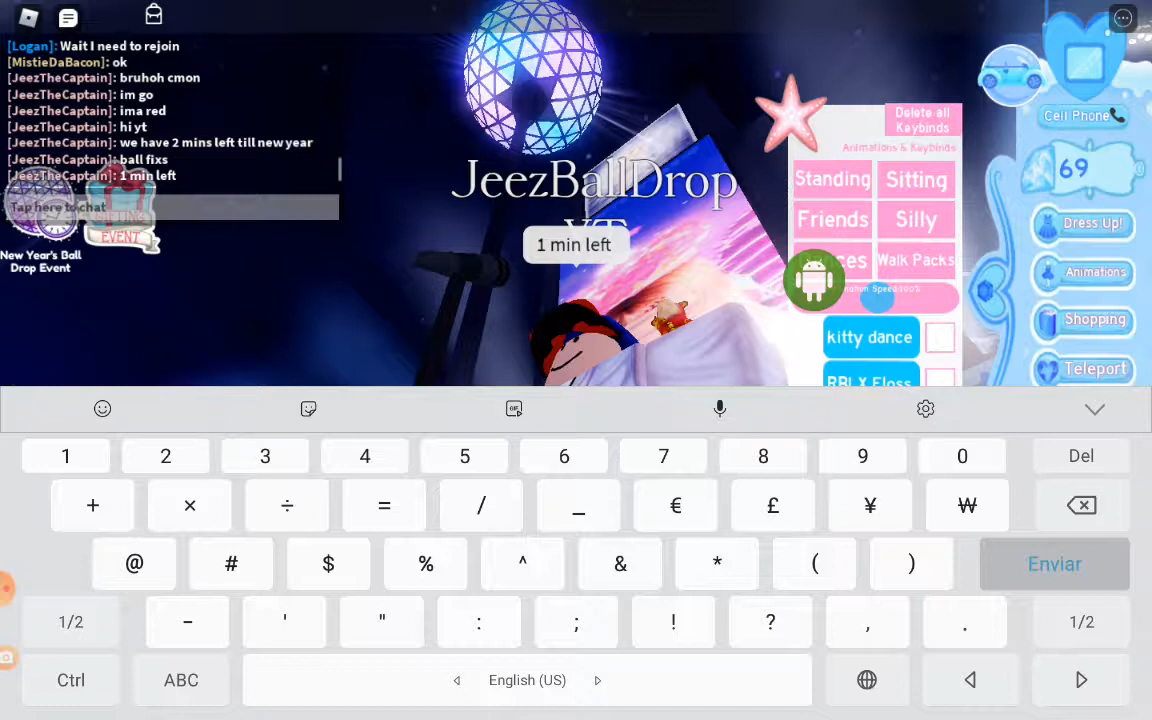 [Logan]: Wait I need to rejoin
[MistieDaBacon]: ok
[JeezTheCaptain]: bruhoh cmon
[JeezTheCaptain]: im go
[JeezTheCaptain]: ima red
[JeezTheCaptain]: hi yt
[JeezTheCaptain]: we have 2 mins left till new year
[JeezTheCaptain]: ball fixs
[JeezTheCaptain]: 1 min left
Tap here to chat
EVENT
New Year's Ball
Drop Event
JeezBallDrop
YT
1 min left
Delete all
Keybinds
Animations & Keybinds
Standing
Sitting
Friends
Silly
Walk Packs
kitty dance
RBLX Floss
Cell Phone
69
Dress Up!
Animations
Shopping
Teleport
GIF
1 2 3 4 5 6 7 8 9 0 Del
+ × ÷ = / _ € £ ¥ ₩
@ # $ % ^ & * ( ) Enviar
1/2 - ' " : ; ! ? , . 1/2
Ctrl ABC English (US)